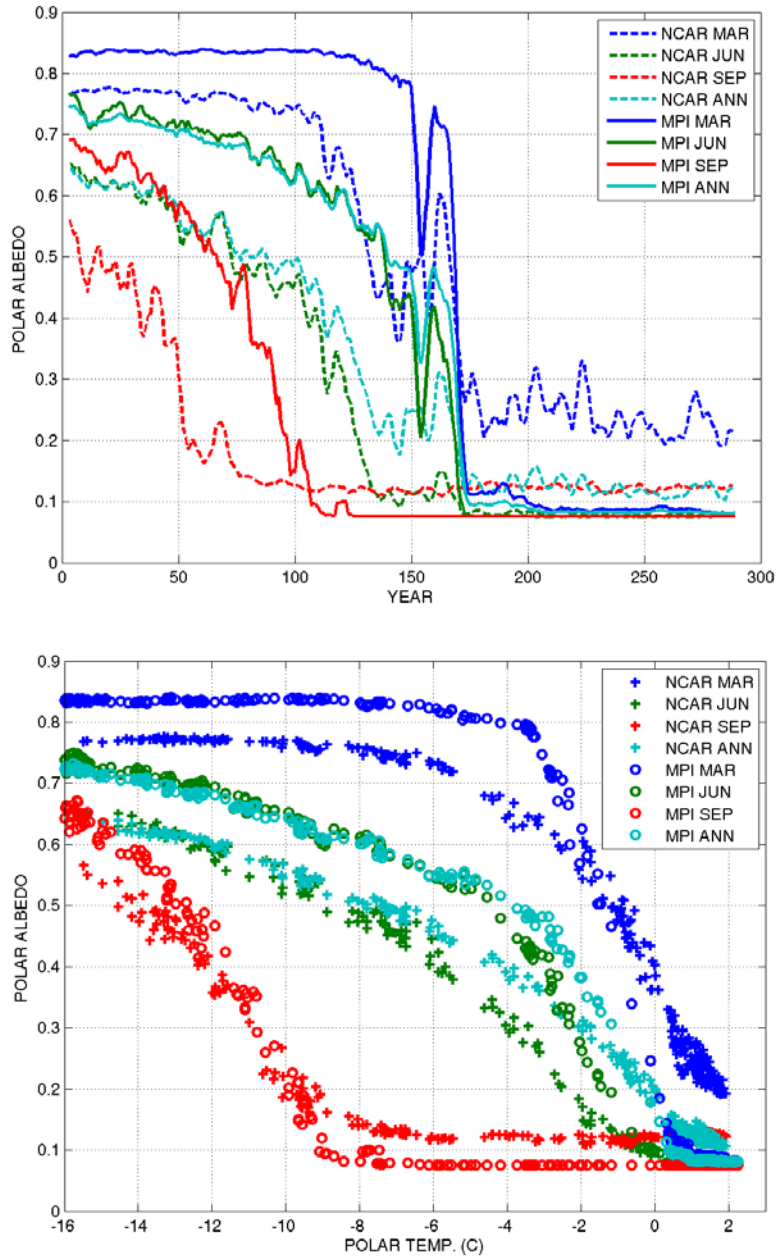 0.9
0.8
0.7
0.6
0.5
0.4
0.3
0.2
0.1
0
POLAR ALBEDO
NCAR MAR
NCAR JUN
NCAR SEP
NCAR ANN
MPI MAR
MPI JUN
MPI SEP
MPI ANN
0 50 100 150 200 250 300
YEAR
0.9
0.8
0.7
0.6
0.5
0.4
0.3
0.2
0.1
0
POLAR ALBEDO
NCAR MAR
NCAR JUN
NCAR SEP
NCAR ANN
MPI MAR
MPI JUN
MPI SEP
MPI ANN
-16 -14 -12 -10 -8 -6 -4 -2 0 2
POLAR TEMP. (C)